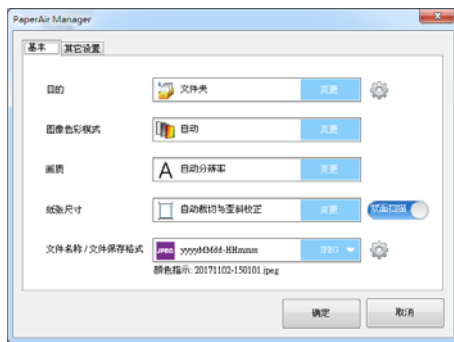 PaperAir Manager
基本 其它设置
目的 文件夹 变更
图像色彩模式 自动 变更
画质 自动分辨率 变更
纸张尺寸 自动裁切与歪斜校正 变更 双面扫描
文件名称 / 文件保存格式 JPEG yyyyMMdd-HHmmss JPEG
颜色指示: 20171102-150101.jpeg
确定 取消